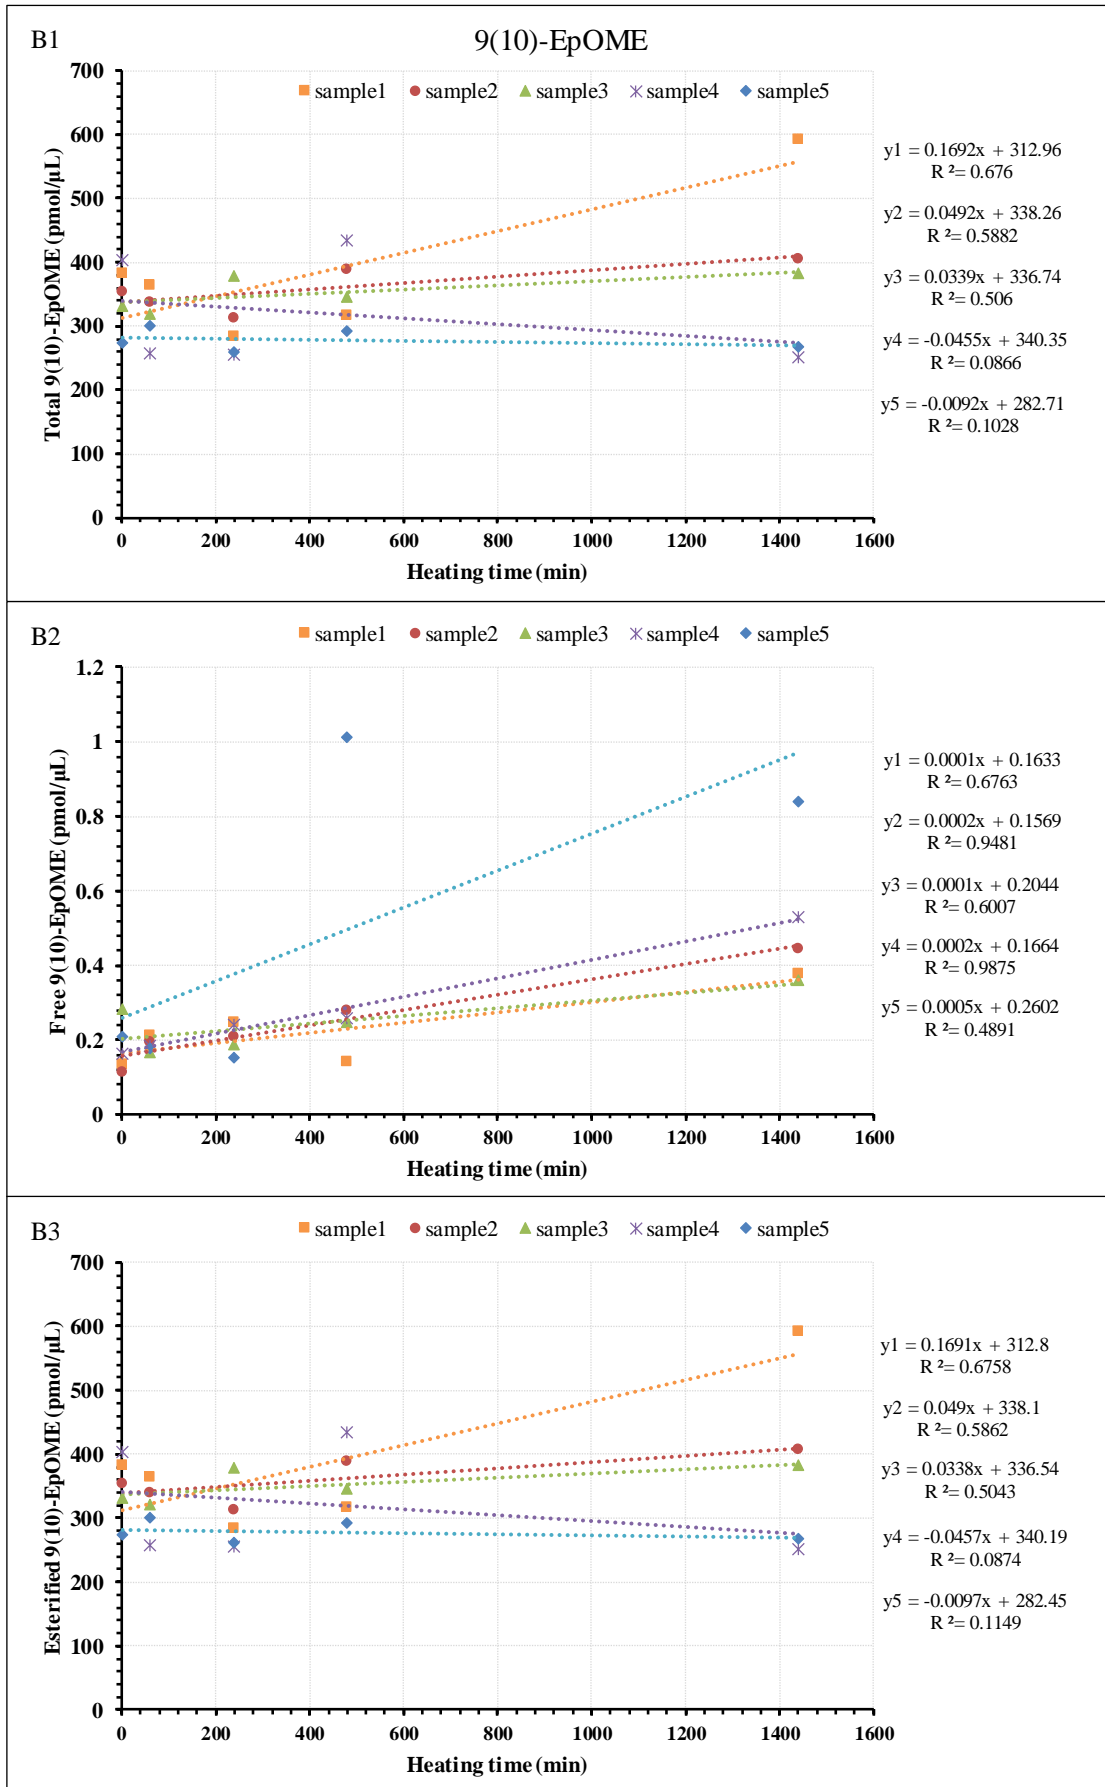 B1
9(10)-EpOME
sample1 sample2 sample3 sample4 sample5
Total 9(10)-EpOME (pmol/µL)
700
600
500
400
300
200
100
0
0 200 400 600 800 1000 1200 1400 1600
Heating time (min)
y1 = 0.1692x + 312.96
R ²= 0.676
y2 = 0.0492x + 338.26
R ²= 0.5882
y3 = 0.0339x + 336.74
R ²= 0.506
y4 = -0.0455x + 340.35
R ²= 0.0866
y5 = -0.0092x + 282.71
R ²= 0.1028
B2
sample1 sample2 sample3 sample4 sample5
Free 9(10)-EpOME (pmol/µL)
1.2
1
0.8
0.6
0.4
0.2
0
0 200 400 600 800 1000 1200 1400 1600
Heating time (min)
y1 = 0.0001x + 0.1633
R ²= 0.6763
y2 = 0.0002x + 0.1569
R ²= 0.9481
y3 = 0.0001x + 0.2044
R ²= 0.6007
y4 = 0.0002x + 0.1664
R ²= 0.9875
y5 = 0.0005x + 0.2602
R ²= 0.4891
B3
sample1 sample2 sample3 sample4 sample5
Esterified 9(10)-EpOME (pmol/µL)
700
600
500
400
300
200
100
0
0 200 400 600 800 1000 1200 1400 1600
Heating time (min)
y1 = 0.1691x + 312.8
R ²= 0.6758
y2 = 0.049x + 338.1
R ²= 0.5862
y3 = 0.0338x + 336.54
R ²= 0.5043
y4 = -0.0457x + 340.19
R ²= 0.0874
y5 = -0.0097x + 282.45
R ²= 0.1149